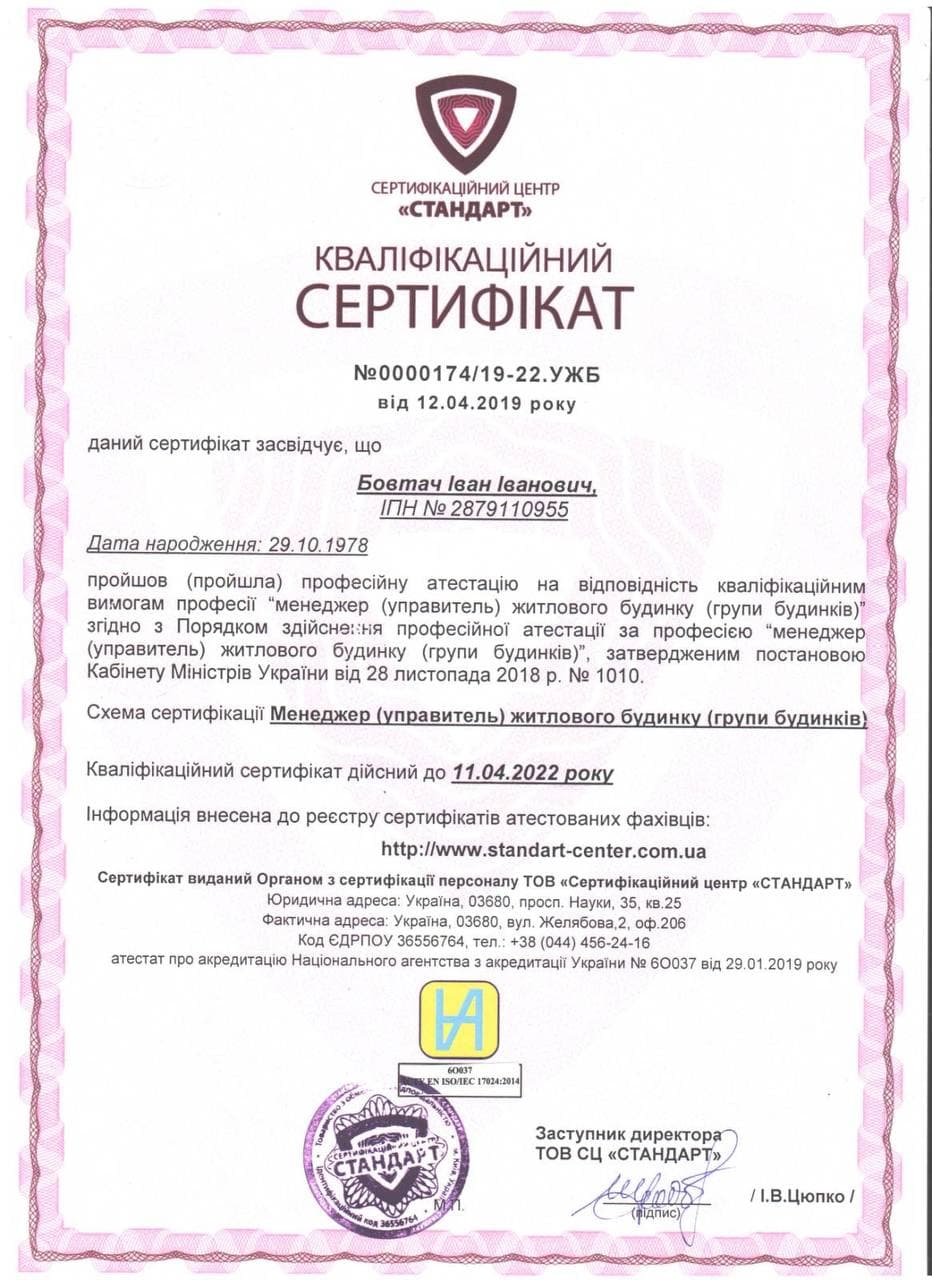 СЕРТИФІКАЦІЙНИЙ ЦЕНТР
«СТАНДАРТ»
КВАЛІФІКАЦІЙНИЙ
СЕРТИФІКАТ
№0000174/19-22.УЖБ
від 12.04.2019 року
даний сертифікат засвідчує, що
Бовтач Іван Іванович,
ІПН № 2879110955
Дата народження: 29.10.1978
пройшов (пройшла) професійну атестацію на відповідність кваліфікаційним
вимогам професії “менеджер (управитель) житлового будинку (групи будинків)”
згідно з Порядком здійснення професійної атестації за професією “менеджер
(управитель) житлового будинку (групи будинків)”, затвердженим постановою
Кабінету Міністрів України від 28 листопада 2018 р. № 1010.
Схема сертифікації Менеджер (управитель) житлового будинку (групи будинків)
Кваліфікаційний сертифікат дійсний до 11.04.2022 року
Інформація внесена до реєстру сертифікатів атестованих фахівців:
http://www.standart-center.com.ua
Сертифікат виданий Органом з сертифікації персоналу ТОВ «Сертифікаційний центр «СТАНДАРТ»
Юридична адреса: Україна, 03680, просп. Науки, 35, кв.25
Фактична адреса: Україна, 03680, вул. Желябова,2, оф.206
Код ЄДРПОУ 36556764, тел.: +38 (044) 456-24-16
атестат про акредитацію Національного агентства з акредитації України № 6О037 від 29.01.2019 року
6О037
EN ISO/IEC 17024:2014
Заступник директора
ТОВ СЦ «СТАНДАРТ»
/ І.В.Цюпко /
(підпис)
М.П.
СТАНДАРТ
Ідентифікаційний код 36556764